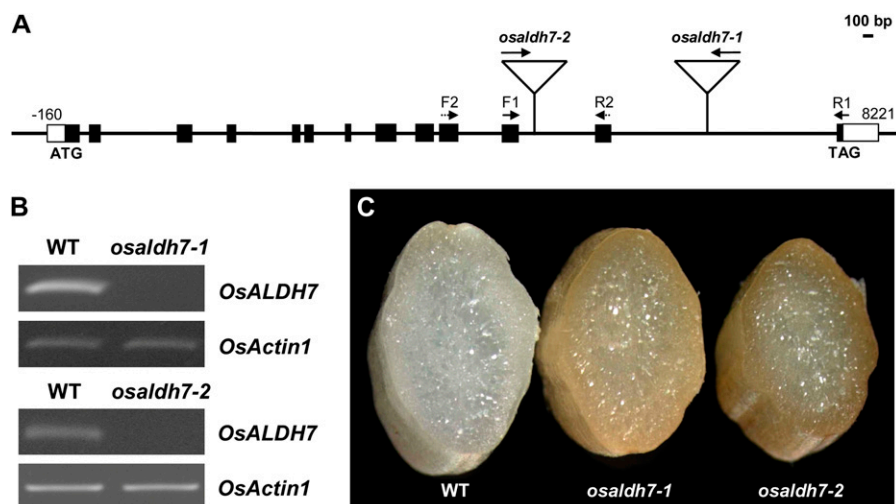 A
osaldh7-2
osaldh7-1
100 bp
-160
F2
F1
R2
R1
8221
ATG
TAG
B
WT osaldh7-1
OsALDH7
OsActin1
WT osaldh7-2
OsALDH7
OsActin1
C
WT
osaldh7-1
osaldh7-2